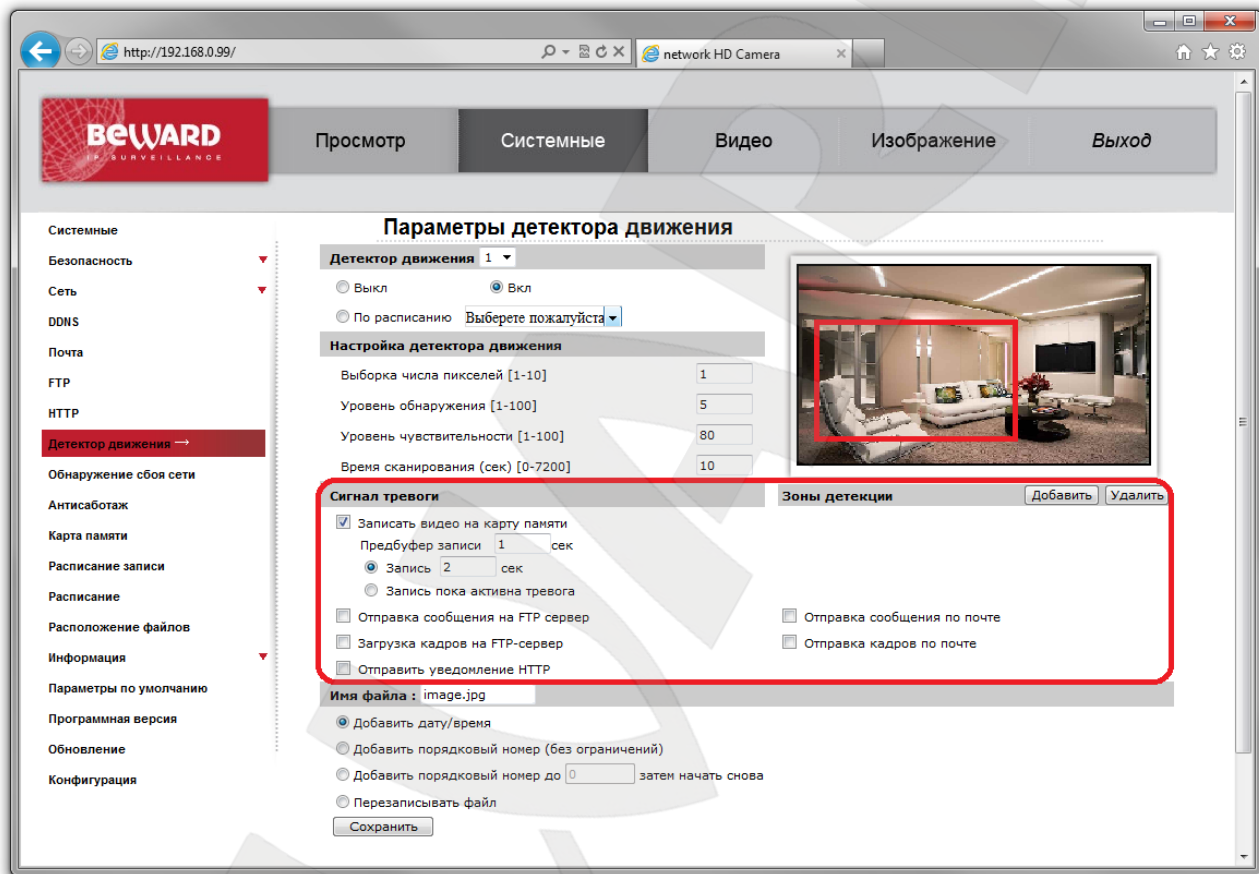 http://192.168.0.99/
network HD Camera
BEWARD
IP SURVEILLANCE
Просмотр
Системные
Видео
Изображение
Выход
Системные
Безопасность
Сеть
DDNS
Почта
FTP
HTTP
Детектор движения →
Обнаружение сбоя сети
Антисаботаж
Карта памяти
Расписание записи
Расписание
Расположение файлов
Информация
Параметры по умолчанию
Программная версия
Обновление
Конфигурация
Параметры детектора движения
Детектор движения 1
Выкл Вкл
По расписанию Выберете пожалуйста
Настройка детектора движения
Выборка числа пикселей [1-10] 1
Уровень обнаружения [1-100] 5
Уровень чувствительности [1-100] 80
Время сканирования (сек) [0-7200] 10
Сигнал тревоги Зоны детекции Добавить Удалить
Записать видео на карту памяти
Предбуфер записи 1 сек
Запись 2 сек
Запись пока активна тревога
Отправка сообщения на FTP сервер Отправка сообщения по почте
Загрузка кадров на FTP-сервер Отправка кадров по почте
Отправить уведомление HTTP
Имя файла : image.jpg
Добавить дату/время
Добавить порядковый номер (без ограничений)
Добавить порядковый номер до 0 затем начать снова
Перезаписывать файл
Сохранить